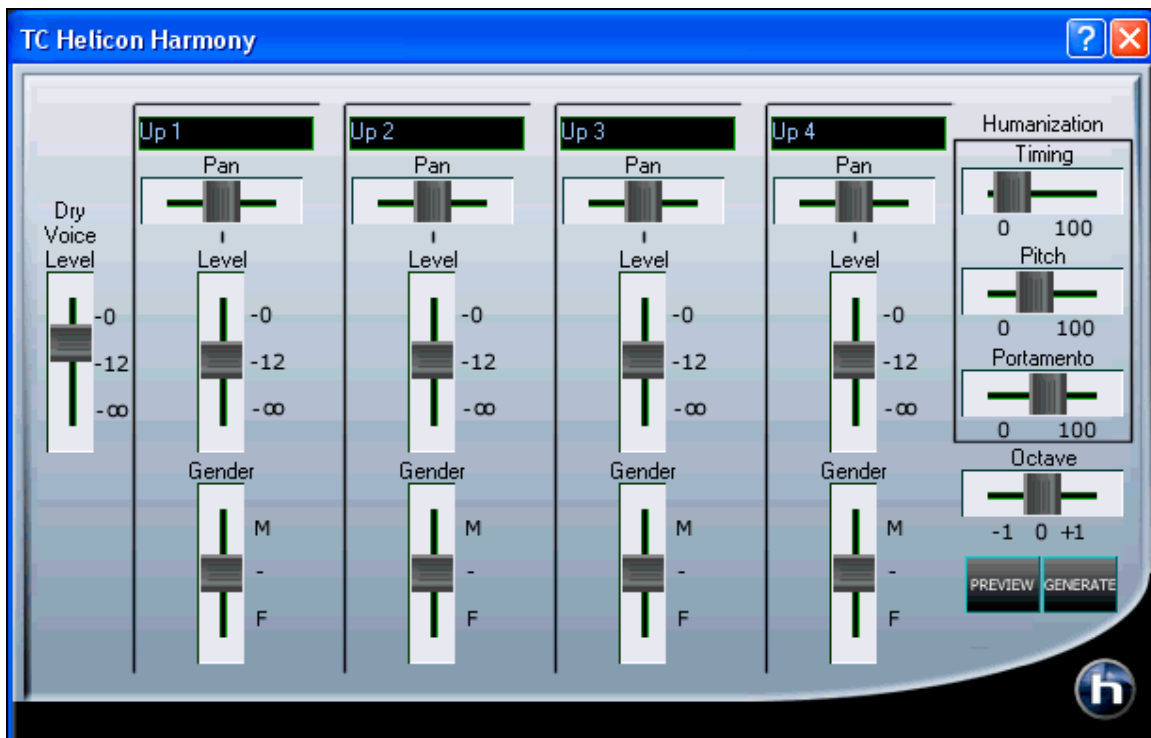 TC Helicon Harmony
?
Dry
Voice
Level
-0
-12
-∞
Up 1
Pan
Level
-0
-12
-∞
Gender
M
-
F
Up 2
Pan
Level
-0
-12
-∞
Gender
M
-
F
Up 3
Pan
Level
-0
-12
-∞
Gender
M
-
F
Up 4
Pan
Level
-0
-12
-∞
Gender
M
-
F
Humanization
Timing
0 100
Pitch
0 100
Portamento
0 100
Octave
-1 0 +1
PREVIEW GENERATE
h